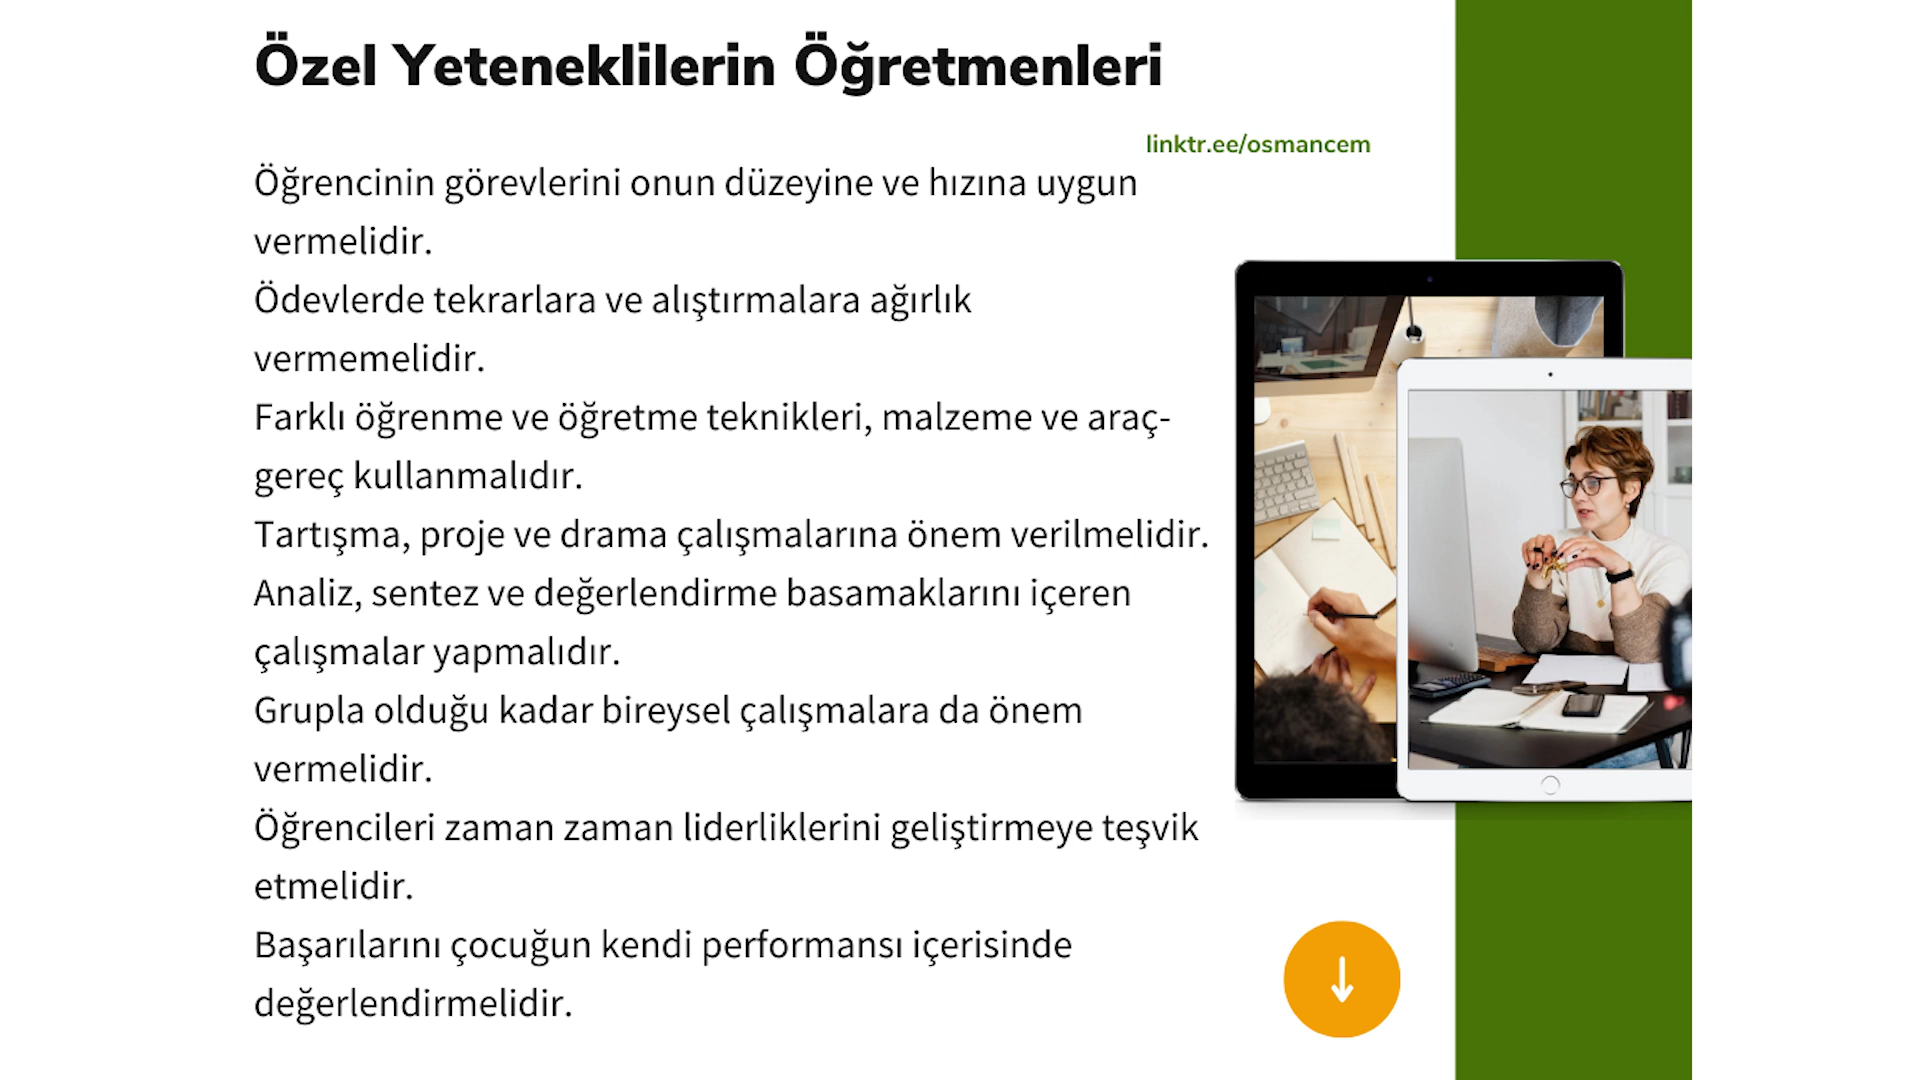 Özel Yeteneklilerin Öğretmenleri
linktr.ee/osmancem
Öğrencinin görevlerini onun düzeyine ve hızına uygun
vermelidir.
Ödevlerde tekrarlara ve alıştırmalara ağırlık
vermemelidir.
Farklı öğrenme ve öğretme teknikleri, malzeme ve araç-
gereç kullanmalıdır.
Tartışma, proje ve drama çalışmalarına önem verilmelidir.
Analiz, sentez ve değerlendirme basamaklarını içeren
çalışmalar yapmalıdır.
Grupla olduğu kadar bireysel çalışmalara da önem
vermelidir.
Öğrencileri zaman zaman liderliklerini geliştirmeye teşvik
etmelidir.
Başarılarını çocuğun kendi performansı içerisinde
değerlendirmelidir.